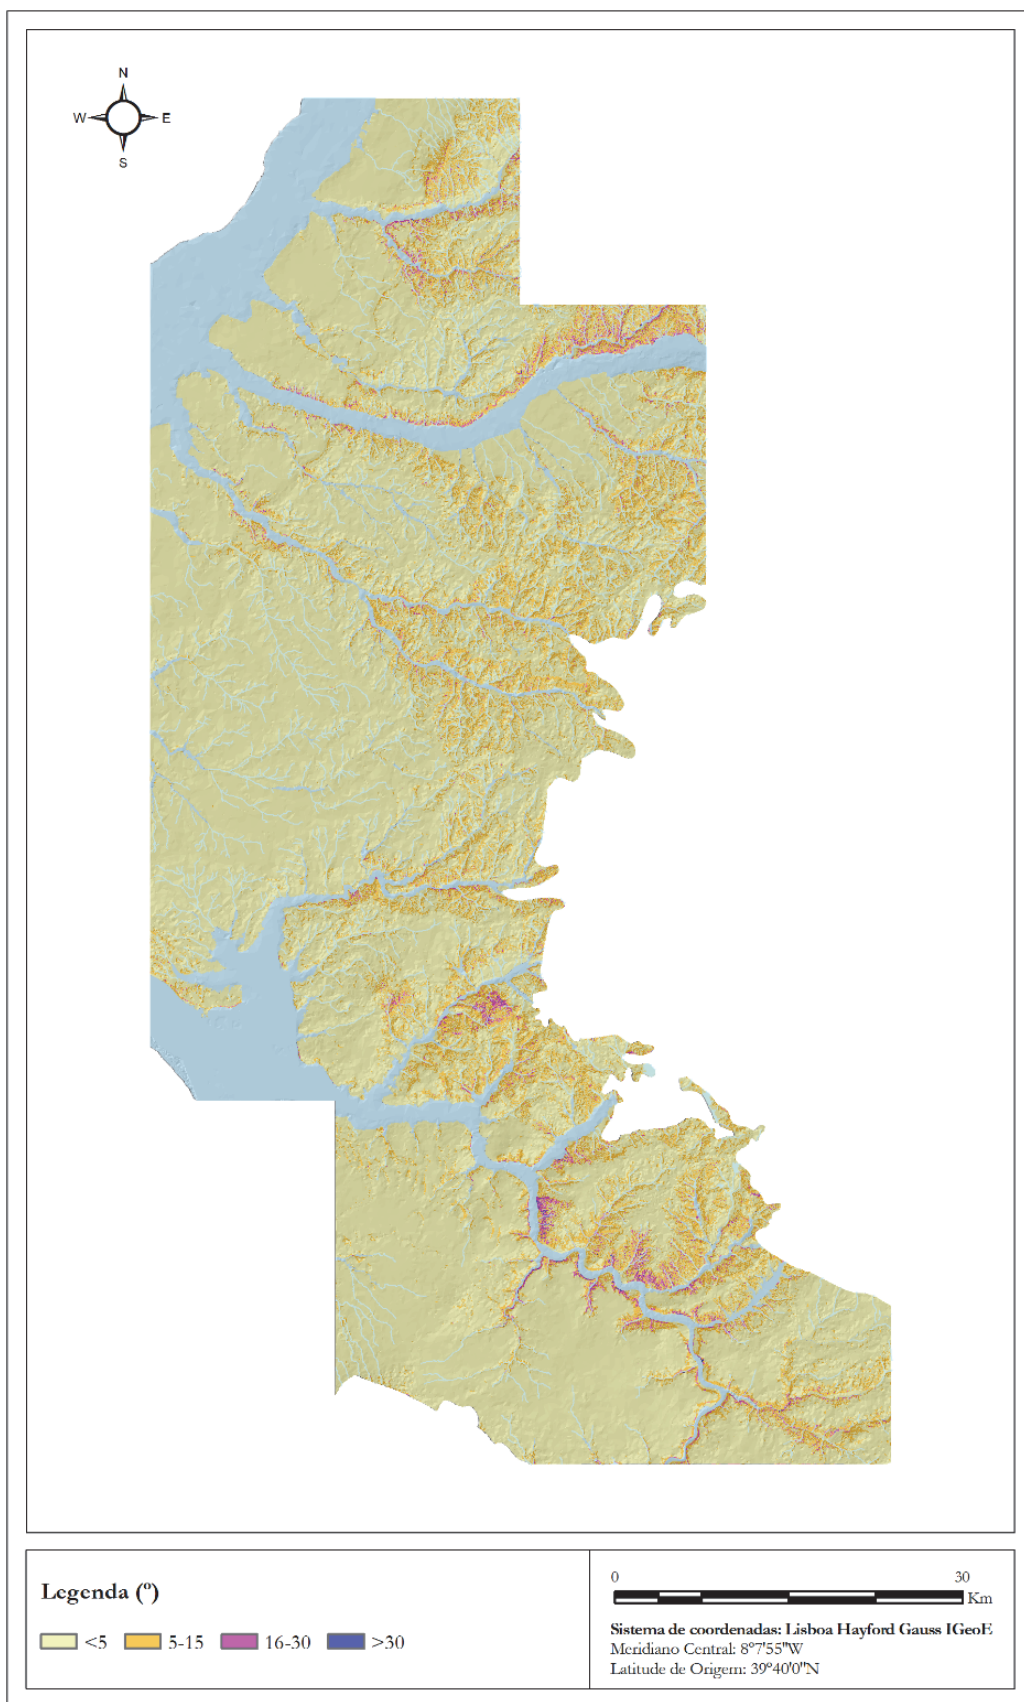 N
W E
S
Legenda (º)
<5 5-15 16-30 >30
0 30
Km
Sistema de coordenadas: Lisboa Hayford Gauss IGeoE
Meridiano Central: 8º7'55"W
Latitude de Origem: 39º40'0"N